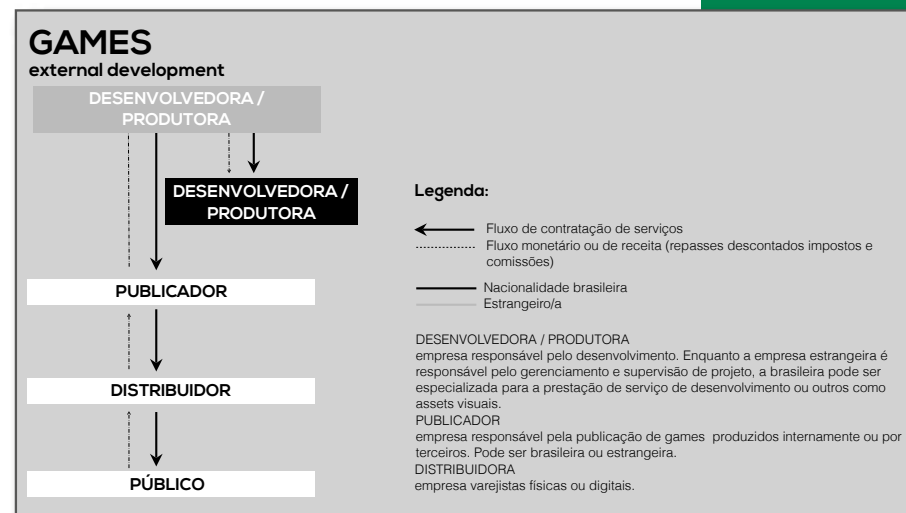 GAMES
external development
DESENVOLVEDORA /
PRODUTORA
DESENVOLVEDORA /
PRODUTORA
PUBLICADOR
DISTRIBUIDOR
PÚBLICO
Legenda:
Fluxo de contratação de serviços
Fluxo monetário ou de receita (repasses descontados impostos e
comissões)
Nacionalidade brasileira
Estrangeiro/a
DESENVOLVEDORA / PRODUTORA
empresa responsável pelo desenvolvimento. Enquanto a empresa estrangeira é
responsável pelo gerenciamento e supervisão de projeto, a brasileira pode ser
especializada para a prestação de serviço de desenvolvimento ou outros como
assets visuais.
PUBLICADOR
empresa responsável pela publicação de games produzidos internamente ou por
terceiros. Pode ser brasileira ou estrangeira.
DISTRIBUIDORA
empresa varejistas físicas ou digitais.